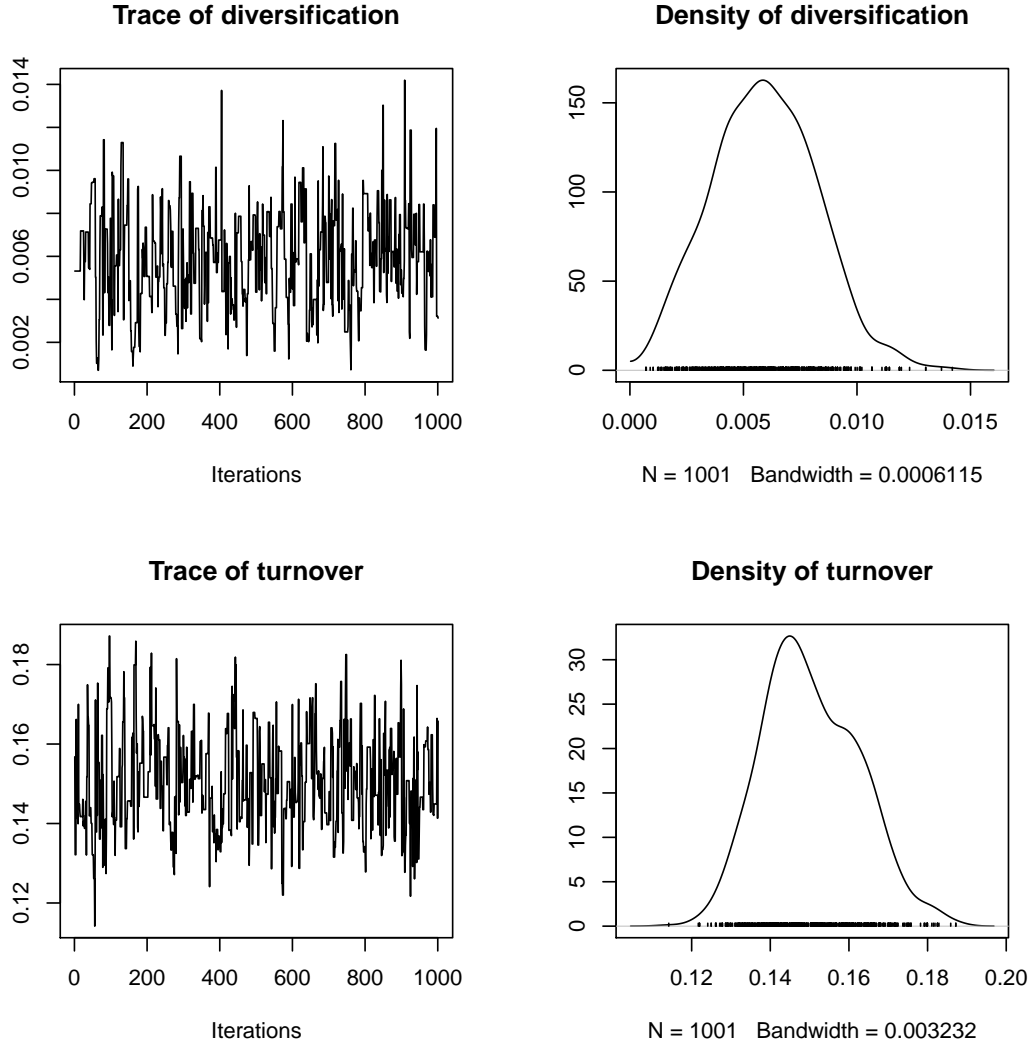 Trace of diversification
0.014
0.010
0.006
0.002
0 200 400 600 800 1000
Iterations
Density of diversification
150
100
50
0
0.000 0.005 0.010 0.015
N = 1001 Bandwidth = 0.0006115
Trace of turnover
0.18
0.16
0.14
0.12
0 200 400 600 800 1000
Iterations
Density of turnover
30
25
20
15
10
5
0
0.12 0.14 0.16 0.18 0.20
N = 1001 Bandwidth = 0.003232